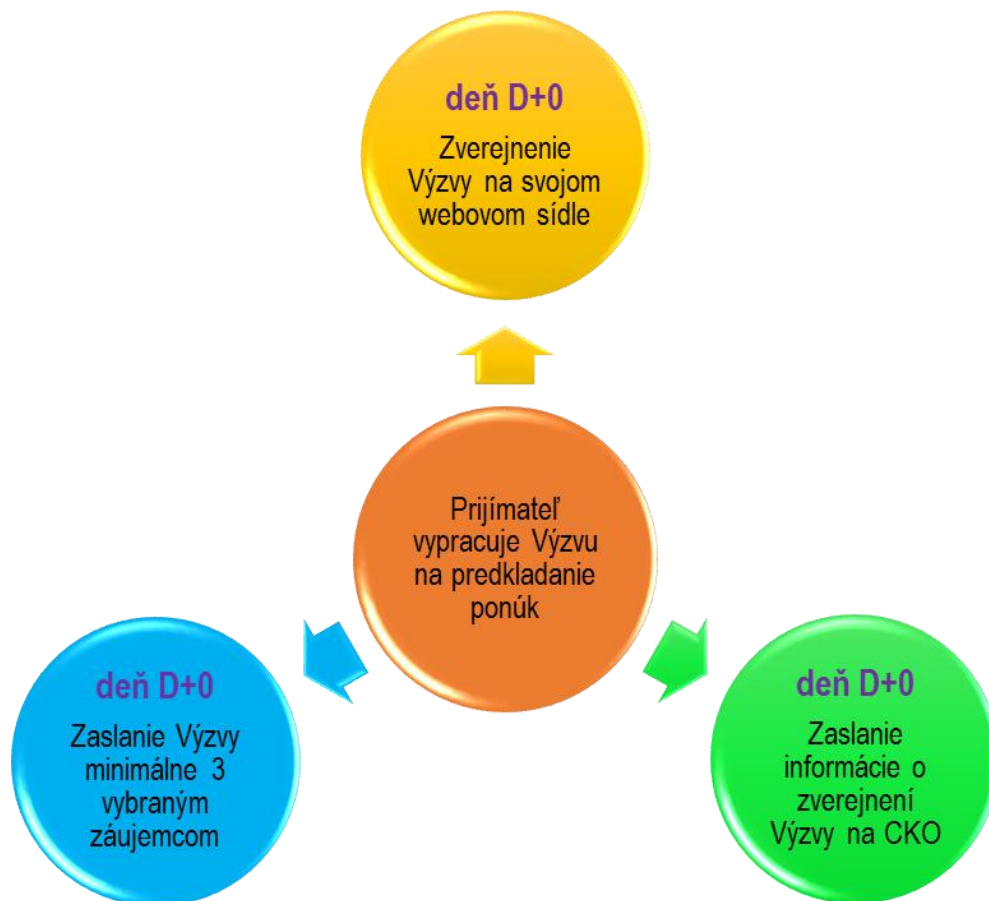 deň D+0
Zverejnenie
Výzvy na svojom
webovom sídle
Prijímateľ
vypracuje Výzvu
na predkladanie
ponúk
deň D+0
Zaslanie Výzvy
minimálne 3
vybraným
záujemcom
deň D+0
Zaslanie
informácie o
zverejnení
Výzvy na CKO